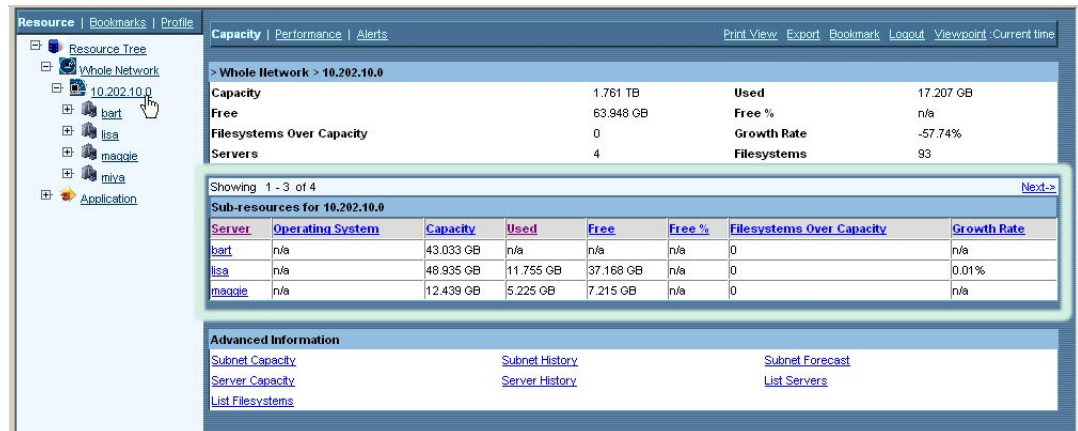 Resource | Bookmarks | Profile
Resource Tree
Whole Network
10.202.10.0
bart
lisa
maggie
miya
Application
Capacity | Performance | Alerts
Print View Export Bookmark Logout Viewpoint :Current time
> Whole Network > 10.202.10.0
Capacity 1.761 TB Used 17.207 GB
Free 63.948 GB Free % n/a
Filesystems Over Capacity 0 Growth Rate -57.74%
Servers 4 Filesystems 93
Showing 1 - 3 of 4 Next->
Sub-resources for 10.202.10.0
Server Operating System Capacity Used Free Free % Filesystems Over Capacity Growth Rate
bart n/a 43.033 GB n/a n/a n/a 0 n/a
lisa n/a 48.935 GB 11.755 GB 37.168 GB n/a 0 0.01%
maggie n/a 12.439 GB 5.225 GB 7.215 GB n/a 0 n/a
Advanced Information
Subnet Capacity Subnet History Subnet Forecast
Server Capacity Server History List Servers
List Filesystems